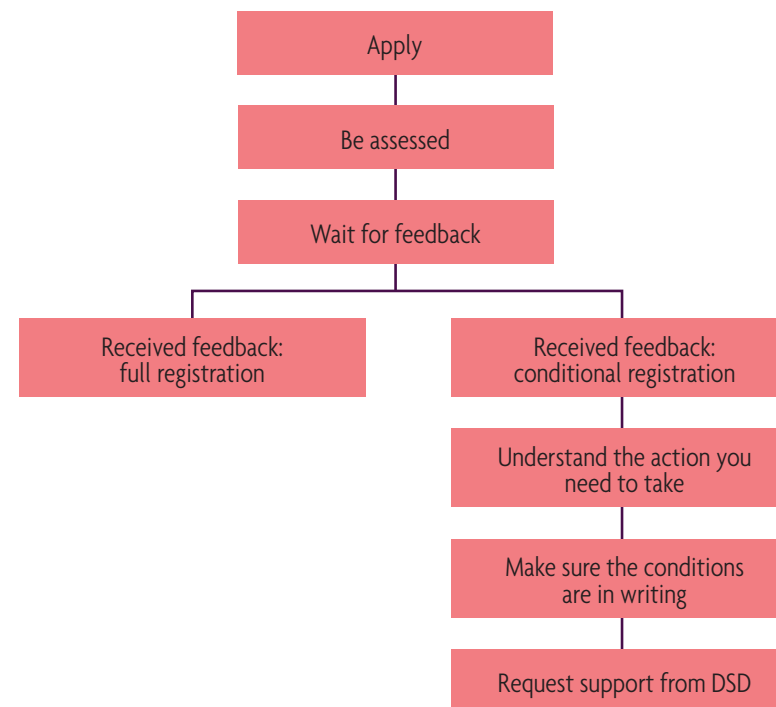 Apply
Be assessed
Wait for feedback
Received feedback:
full registration
Received feedback:
conditional registration
Understand the action you
need to take
Make sure the conditions
are in writing
Request support from DSD